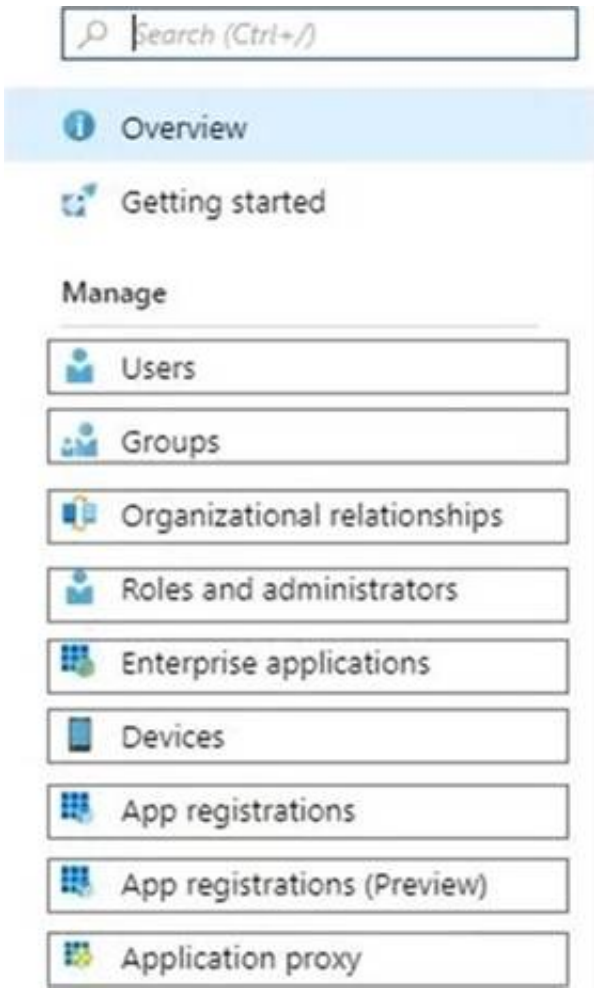 Search (Ctrl+/)
Overview
Getting started
Manage
Users
Groups
Organizational relationships
Roles and administrators
Enterprise applications
Devices
App registrations
App registrations (Preview)
Application proxy